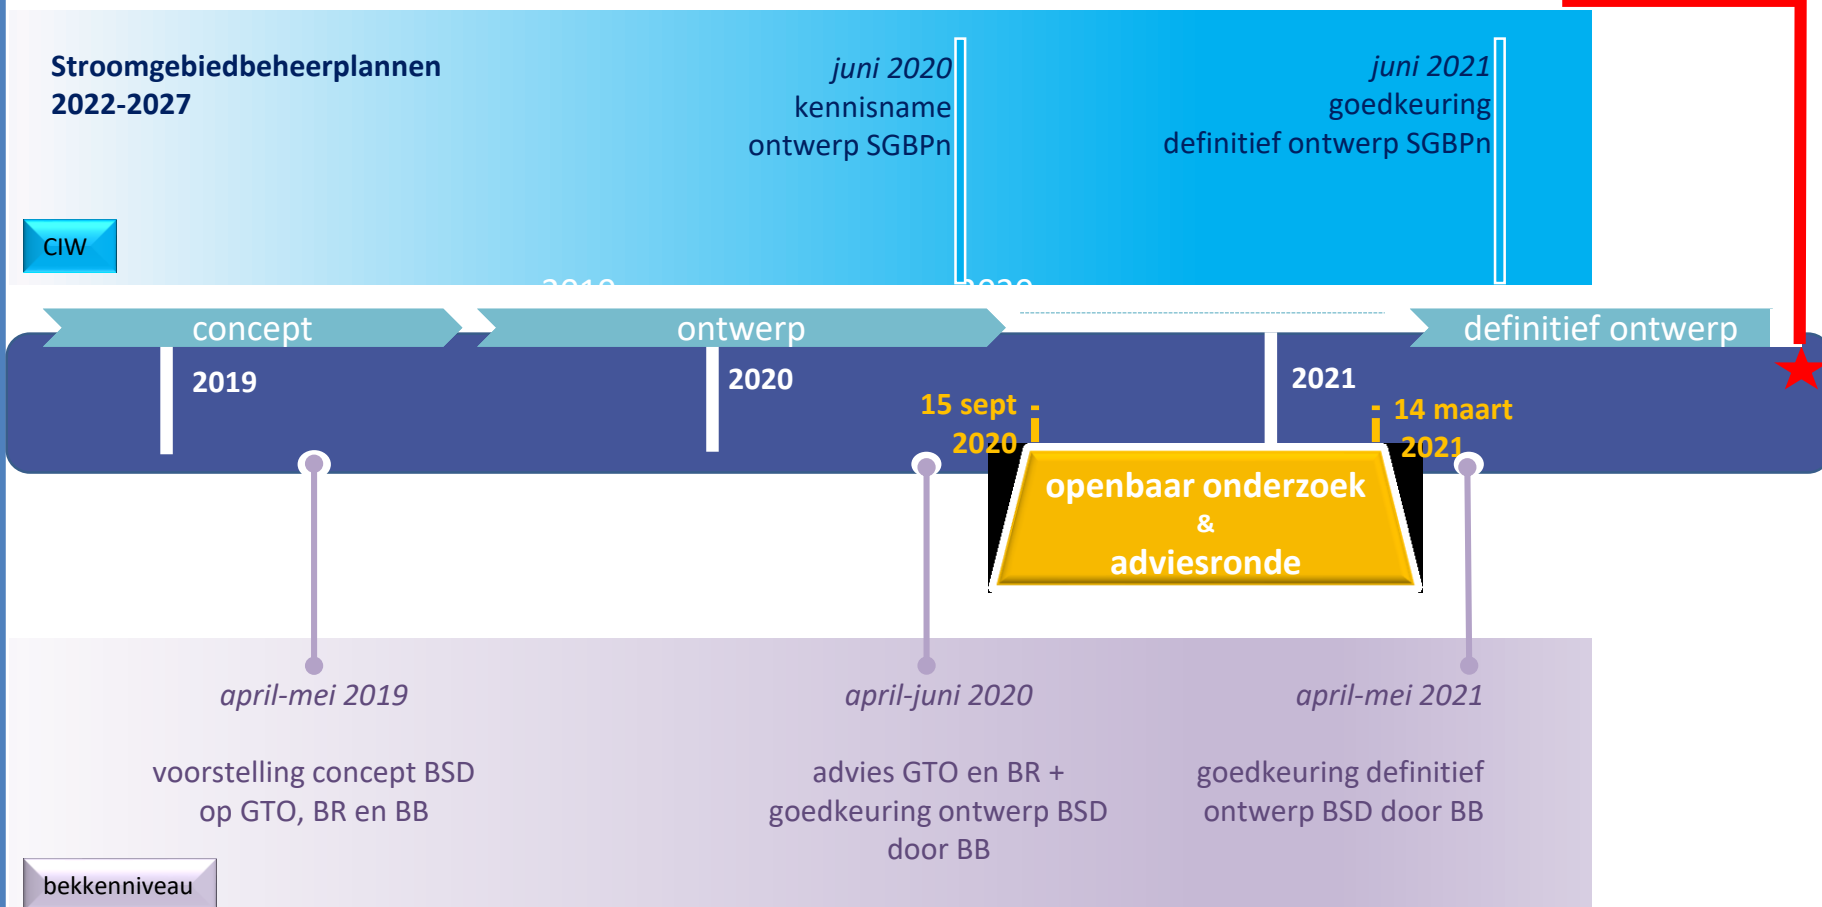 Stroomgebiedbeheerplannen
2022-2027
juni 2020
kennisname
ontwerp SGBPn
juni 2021
goedkeuring
definitief ontwerp SGBPn
CIW
2019
2020
concept
ontwerp
definitief ontwerp
2019
2020
2021
15 sept
2020
14 maart
2021
openbaar onderzoek
&
adviesronde
april-mei 2019
voorstelling concept BSD
op GTO, BR en BB
april-juni 2020
advies GTO en BR +
goedkeuring ontwerp BSD
door BB
april-mei 2021
goedkeuring definitief
ontwerp BSD door BB
bekkenniveau